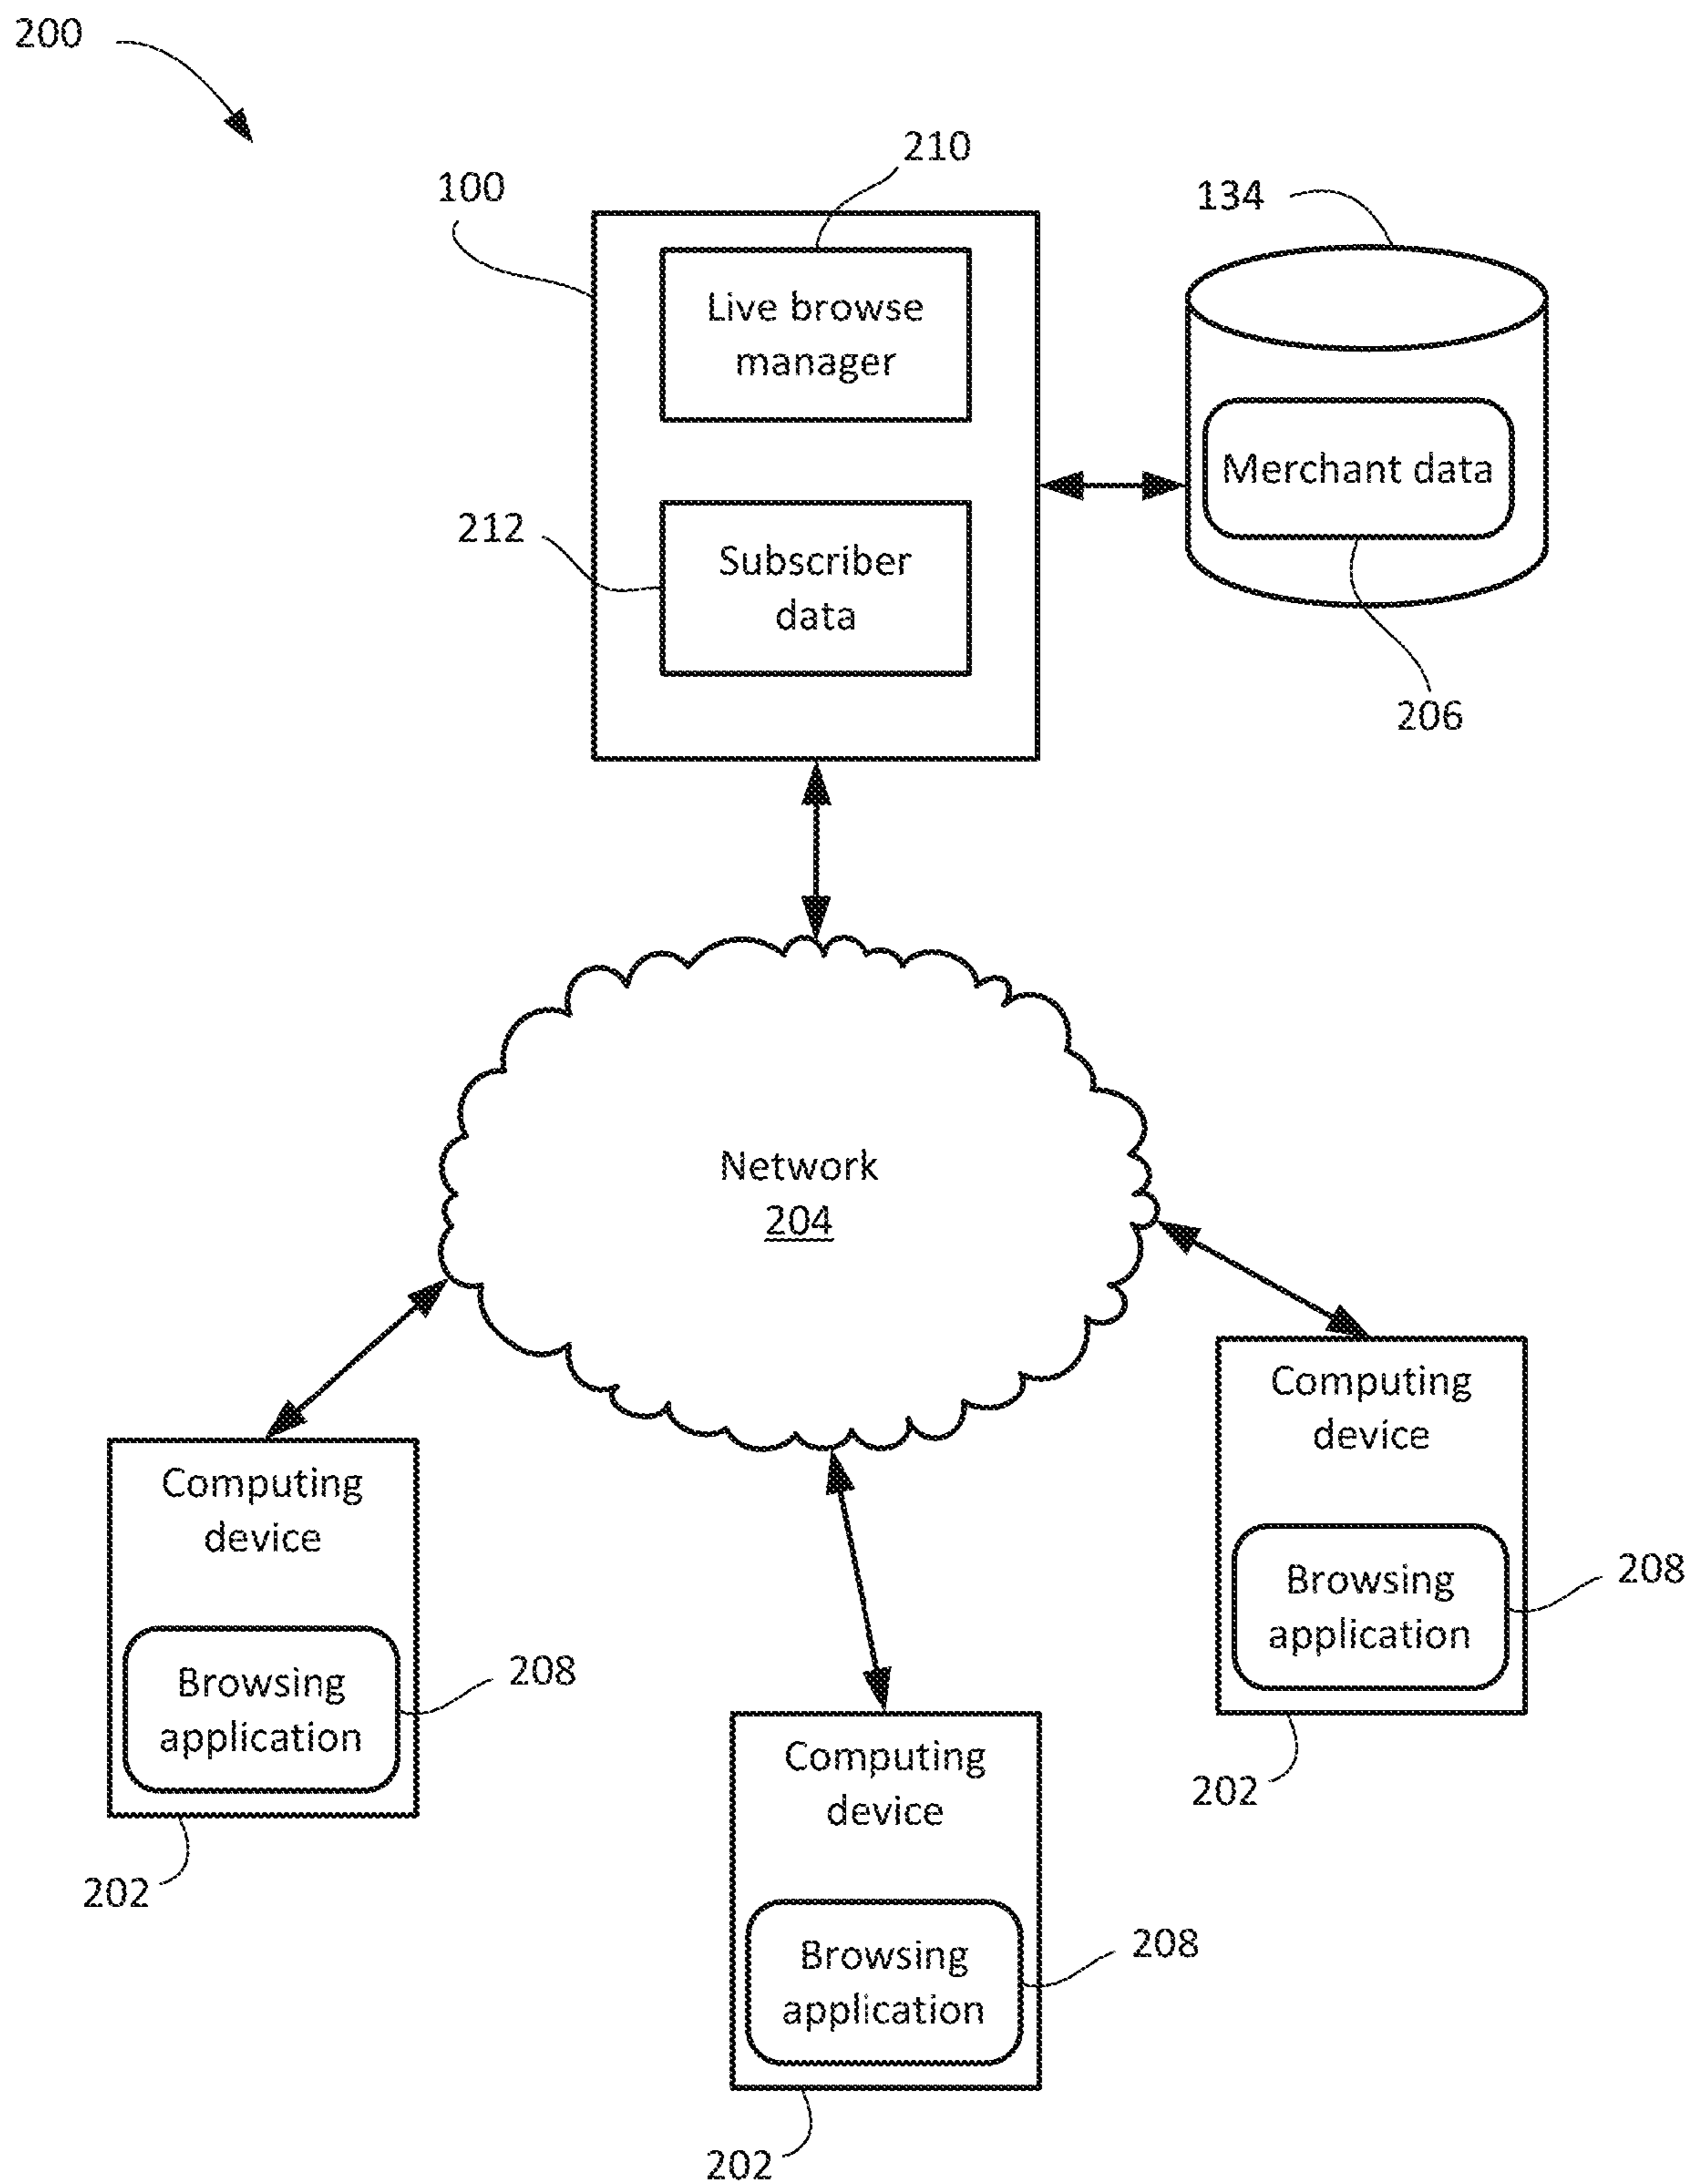 200
210
100
134
Live browse
manager
Merchant data
212
Subscriber
data
206
Network
204
Computing
device
Browsing
application
208
202
Computing
device
Browsing
application
208
202
Computing
device
Browsing
application
208
202